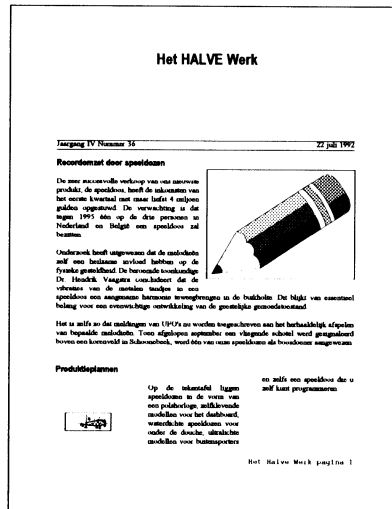 Het HALVE Werk
Jaargang IV Nummer 36 22 juli 1992
Recordomzet door speeldozen
De zeer succesvolle verkoop van ons nieuwste
produkt, de speeldoos, heeft de inkomsten van
het eerste kwartaal met maar liefst 4 miljoen
gulden opgestuwd. De verwachting is dat
tegen 1995 één op de drie personen in
Nederland en België een speeldoos zal
bezitten.
Onderzoek heeft uitgewezen dat de melodieën
zelf een heilzame invloed hebben op de
fysieke gesteldheid. De beroemde toonkundige
Dr. Hendrik Vaagstra concludeert dat de
vibraties van de metalen tandjes in een
speeldoos een aangename harmonie teweegbrengen in de buikholte. Dit blijkt van essentieel
belang voor een evenwichtige ontwikkeling van de geestelijke gemoedstoestand.
Het is zelfs zo dat meldingen van UFO's nu worden toegeschreven aan het herhaaldelijk afspelen
van bepaalde melodieën. Toen afgelopen september een vliegende schotel werd gesignaleerd
boven een korenveld in Schoonebeek, werd één van onze speeldozen als boosdoener aangewezen
Produktieplannen
Op de tekentafel liggen
speeldozen in de vorm van
een polshorloge, zelfklevende
modellen voor het dashboard,
waterdichte speeldozen voor
onder de douche, ultralichte
modellen voor buitensporters
en zelfs een speeldoos die u
zelf kunt programmeren
Het Halve Werk pagina 1